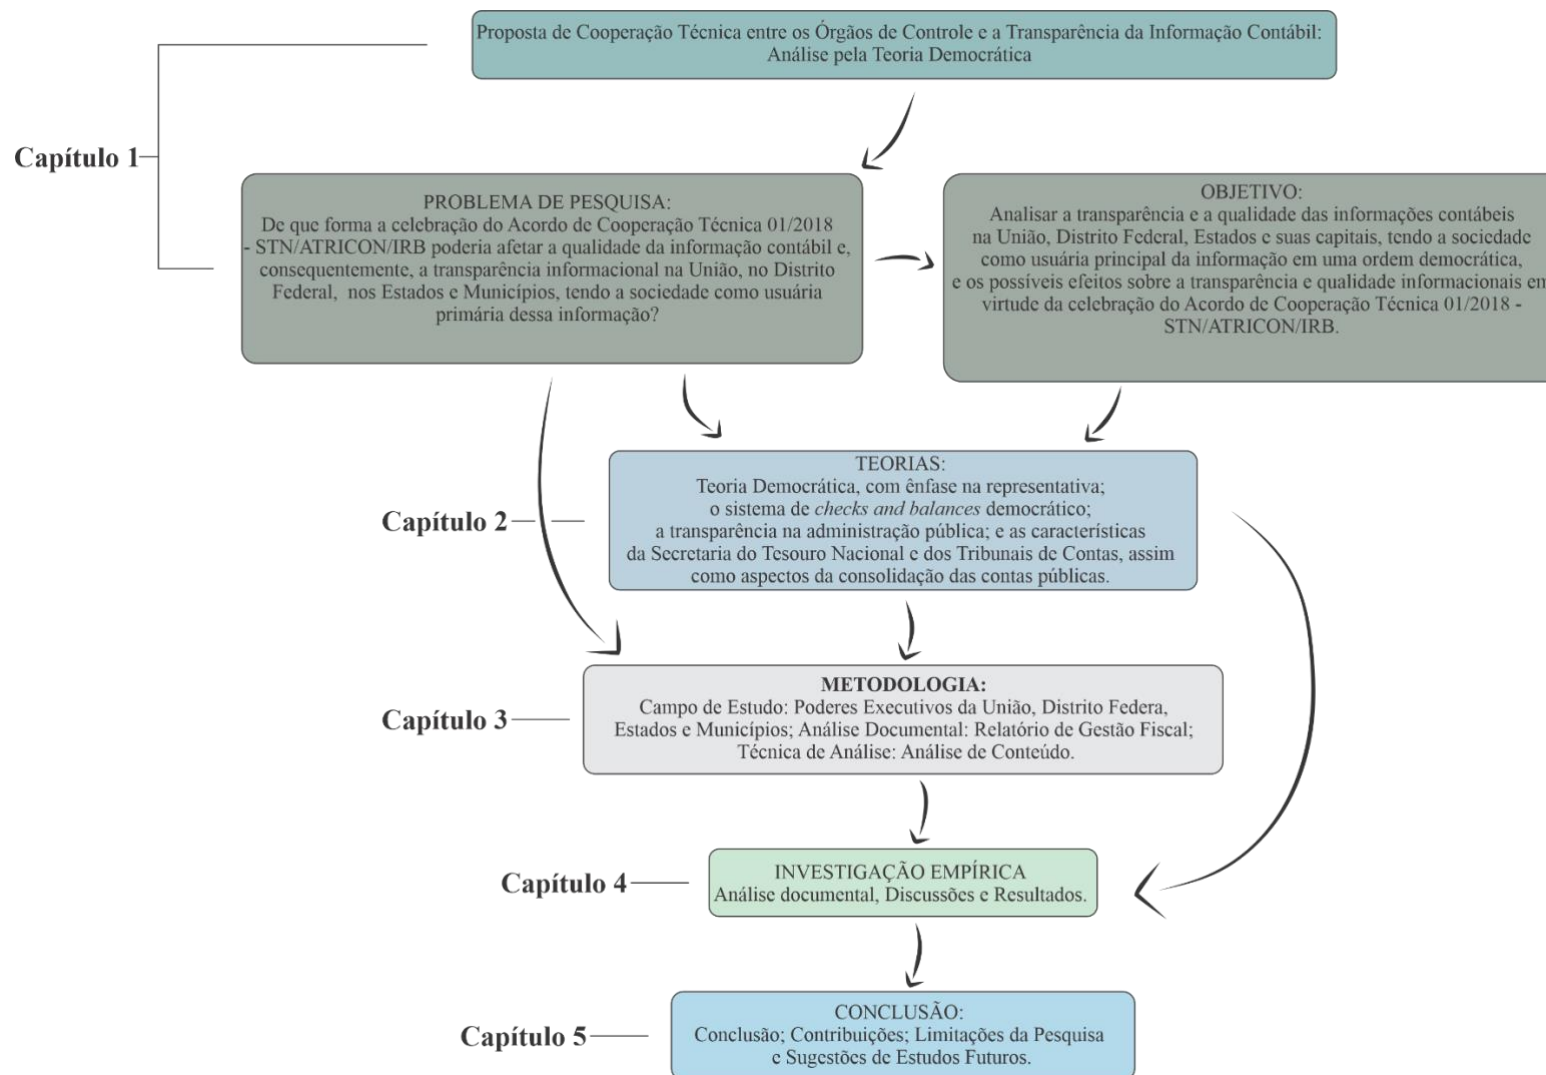 Proposta de Cooperação Técnica entre os Órgãos de Controle e a Transparência da Informação Contábil:
Análise pela Teoria Democrática
Capítulo 1
PROBLEMA DE PESQUISA:
De que forma a celebração do Acordo de Cooperação Técnica 01/2018
- STN/ATRICON/IRB poderia afetar a qualidade da informação contábil e,
consequentemente, a transparência informacional na União, no Distrito
Federal, nos Estados e Municípios, tendo a sociedade como usuária
primária dessa informação?
OBJETIVO:
Analisar a transparência e a qualidade das informações contábeis
na União, Distrito Federal, Estados e suas capitais, tendo a sociedade
como usuária principal da informação em uma ordem democrática,
e os possíveis efeitos sobre a transparência e qualidade informacionais em
virtude da celebração do Acordo de Cooperação Técnica 01/2018 -
STN/ATRICON/IRB.
Capítulo 2
TEORIAS:
Teoria Democrática, com ênfase na representativa;
o sistema de checks and balances democrático;
a transparência na administração pública; e as características
da Secretaria do Tesouro Nacional e dos Tribunais de Contas, assim
como aspectos da consolidação das contas públicas.
Capítulo 3
METODOLOGIA:
Campo de Estudo: Poderes Executivos da União, Distrito Federa,
Estados e Municípios; Análise Documental: Relatório de Gestão Fiscal;
Técnica de Análise: Análise de Conteúdo.
Capítulo 4
INVESTIGAÇÃO EMPÍRICA
Análise documental, Discussões e Resultados.
Capítulo 5
CONCLUSÃO:
Conclusão; Contribuições; Limitações da Pesquisa
e Sugestões de Estudos Futuros.